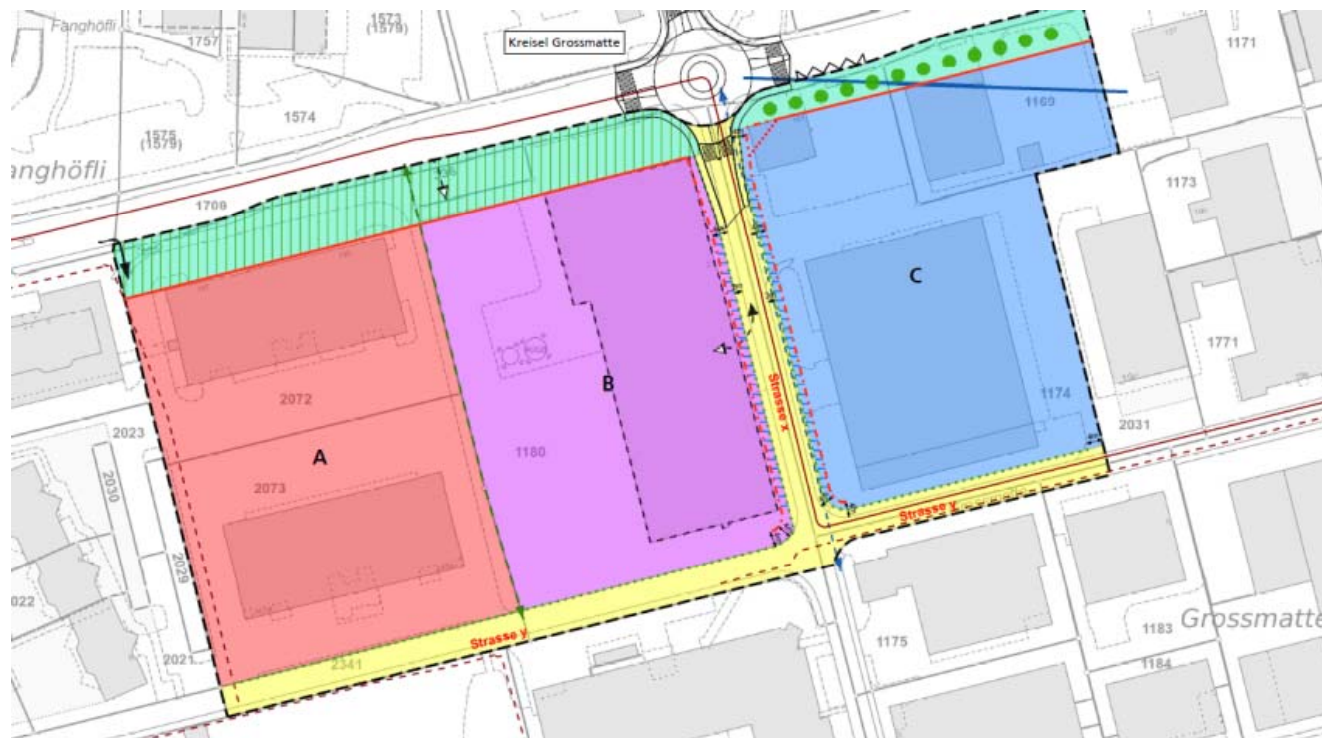 Fanghöfli
1573
(1579)
1757
Kreisel Grossmatte
1171
1574
1575
(1579)
1169
anghöfli
1709
1173
C
2072
B
1771
1174
2023
Strasse x
2031
1180
A
2030
2073
Strasse y
2029
022
Strasse y
Grossmatte
1175
1183
2021
2341
1184